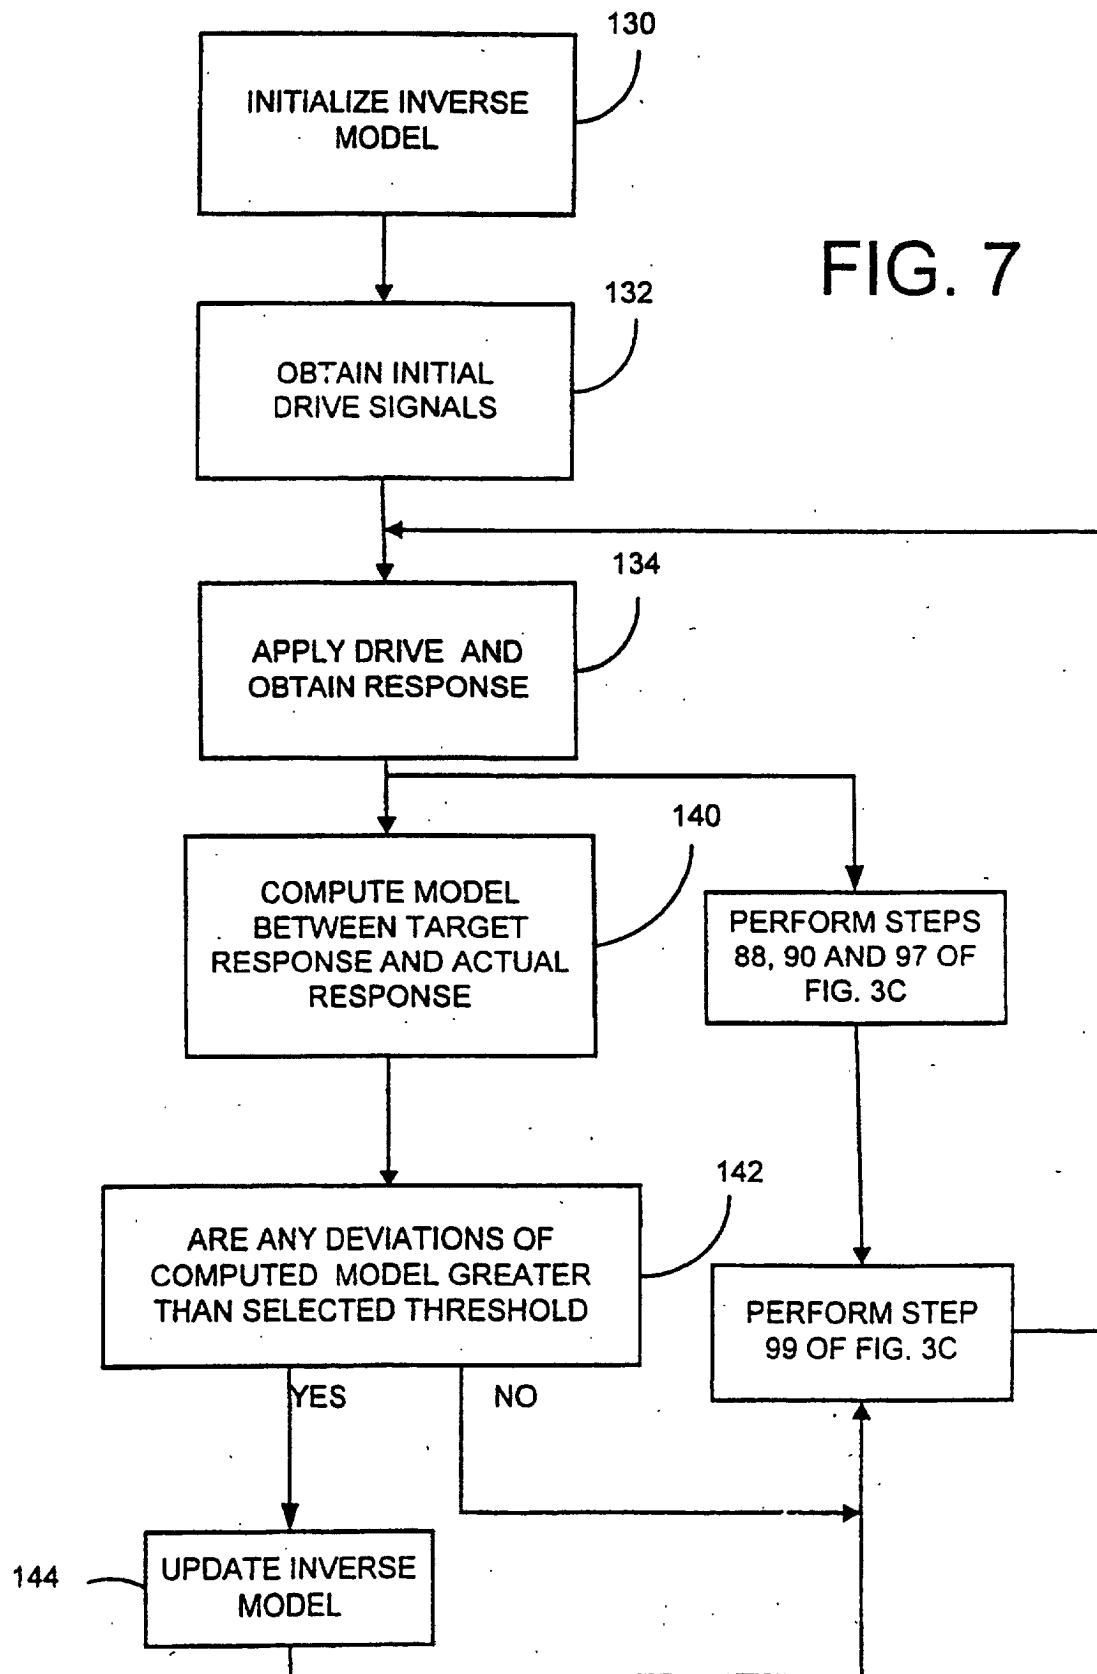 130
INITIALIZE INVERSE
MODEL
FIG. 7
132
OBTAIN INITIAL
DRIVE SIGNALS
134
APPLY DRIVE AND
OBTAIN RESPONSE
140
COMPUTE MODEL
BETWEEN TARGET
RESPONSE AND ACTUAL
RESPONSE
PERFORM STEPS
88, 90 AND 97 OF
FIG. 3C
142
ARE ANY DEVIATIONS OF
COMPUTED MODEL GREATER
THAN SELECTED THRESHOLD
PERFORM STEP
99 OF FIG. 3C
YES
NO
144
UPDATE INVERSE
MODEL